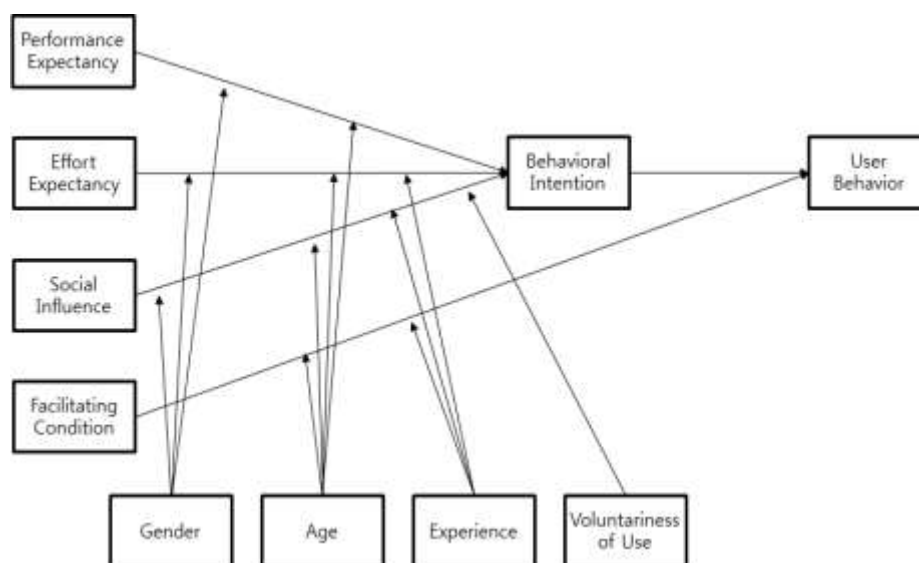 Performance
Expectancy
Effort
Expectancy
Behavioral
Intention
User
Behavior
Social
Influence
Facilitating
Condition
Gender
Age
Experience
Voluntariness
of Use